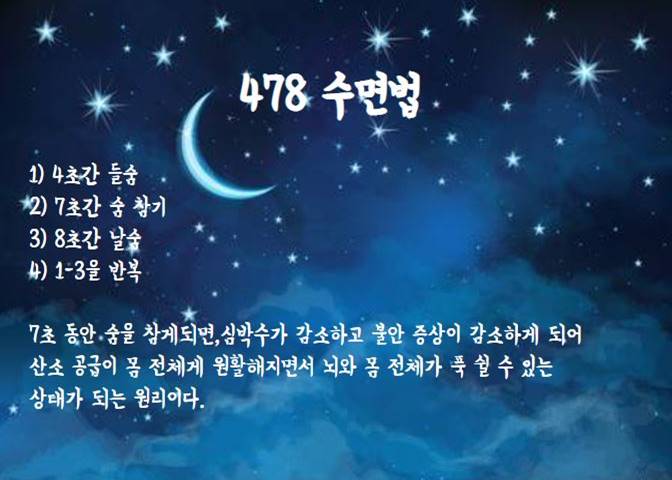 478 수면법
1) 4초간 들숨
2) 7초간 숨 참기
3) 8초간 날숨
4) 1-3을 반복
7초 동안 숨을 참게되면,심박수가 감소하고 불안 증상이 감소하게 되어
산소 공급이 몸 전체게 원활해지면서 뇌와 몸 전체가 푹 쉴 수 있는
상태가 되는 원리이다.